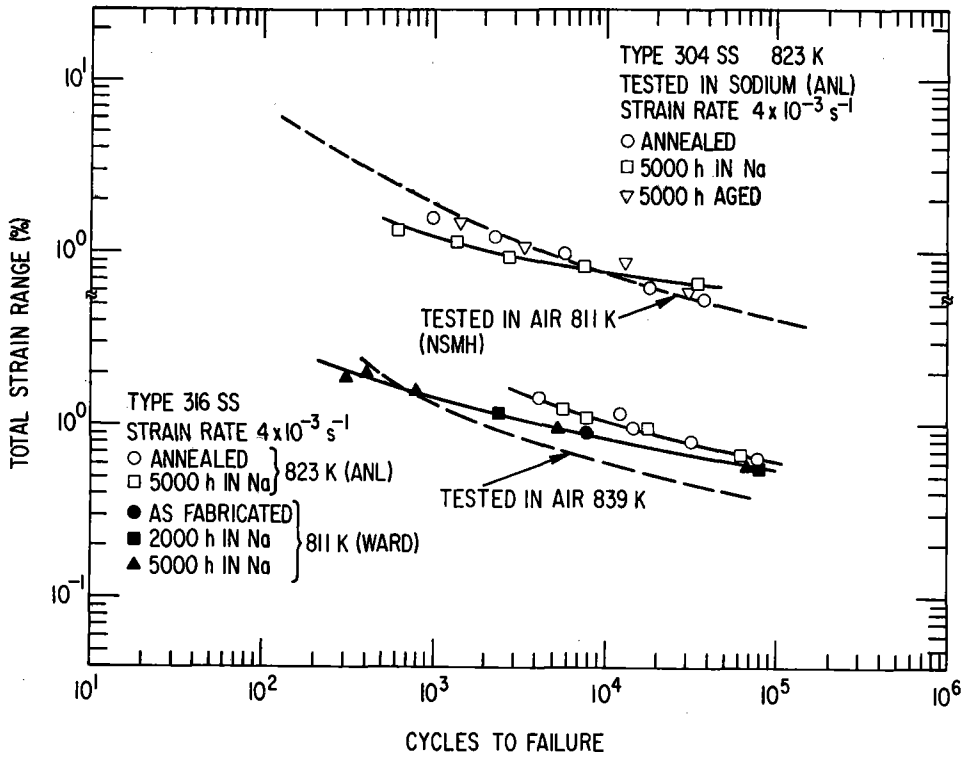 TYPE 304 SS 823 K
TESTED IN SODIUM (ANL)
STRAIN RATE 4 x 10⁻³ s⁻¹
○ ANNEALED
□ 5000 h IN Na
▽ 5000 h AGED
TESTED IN AIR 811 K
(NSMH)
TYPE 316 SS
STRAIN RATE 4 x 10⁻³ s⁻¹
○ ANNEALED
□ 5000 h IN Na
823 K (ANL)
● AS FABRICATED
■ 2000 h IN Na
▲ 5000 h IN Na
811 K (WARD)
TESTED IN AIR 839 K
TOTAL STRAIN RANGE (%)
10¹
10⁰
10⁰
10⁻¹
10¹
10²
10³
10⁴
10⁵
10⁶
CYCLES TO FAILURE